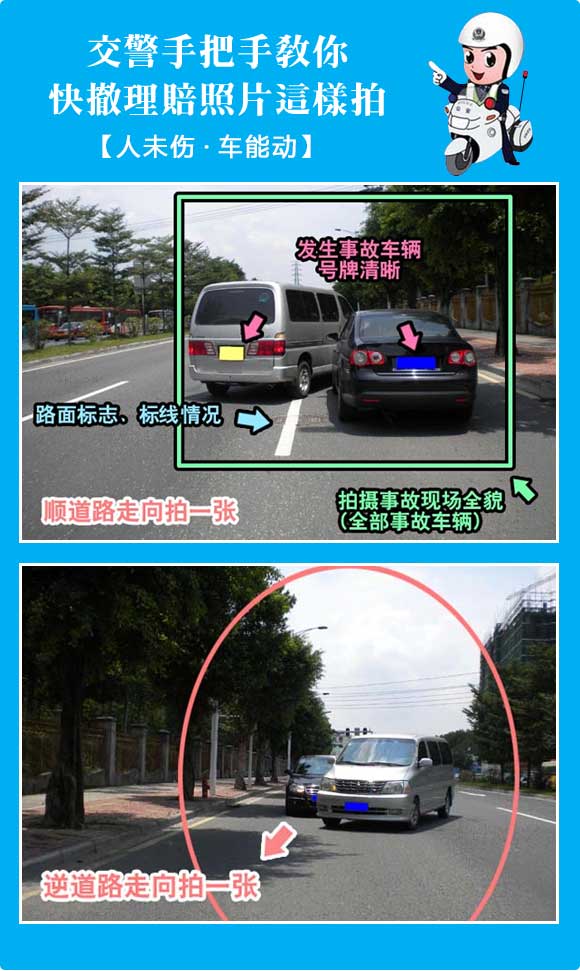 交警手把手敎你
快撤理賠照片這樣拍
【人未伤·车能动】
发生事故车辆
号牌清晰
路面标志、标线情况
拍摄事故现场全貌
(全部事故车辆)
顺道路走向拍一张
逆道路走向拍一张